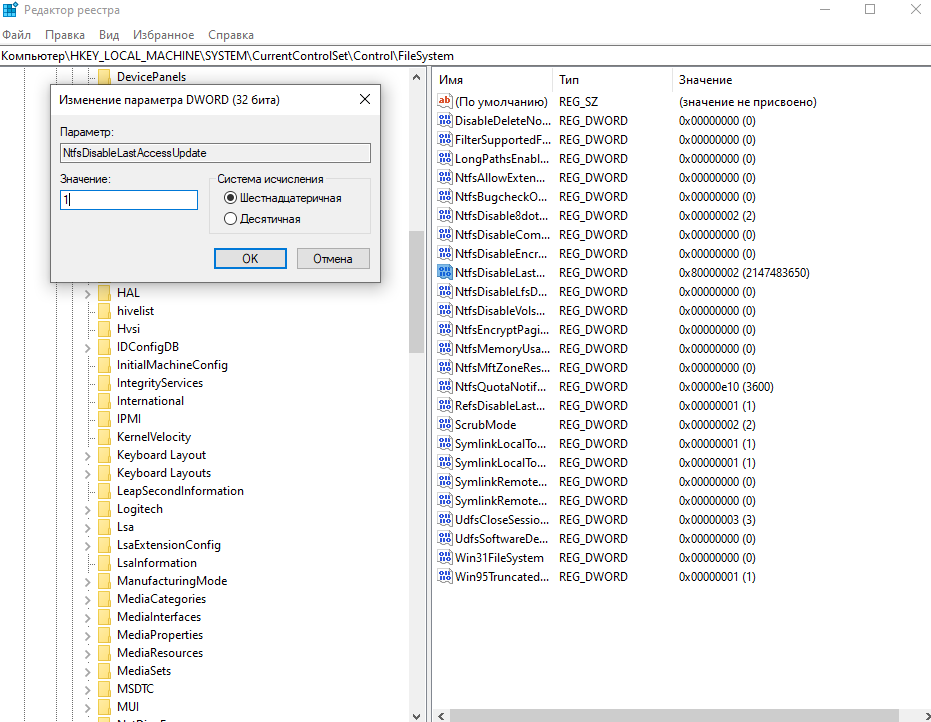 Редактор реестра
Файл Правка Вид Избранное Справка
Компьютер\HKEY_LOCAL_MACHINE\SYSTEM\CurrentControlSet\Control\FileSystem
DevicePanels
Изменение параметра DWORD (32 бита)
Параметр:
NtfsDisableLastAccessUpdate
Значение:
1
Система исчисления
Шестнадцатеричная
Десятичная
OK Отмена
HAL
hivelist
Hvsi
IDConfigDB
InitialMachineConfig
IntegrityServices
International
IPMI
KernelVelocity
Keyboard Layout
Keyboard Layouts
LeapSecondInformation
Logitech
Lsa
LsaExtensionConfig
LsaInformation
ManufacturingMode
MediaCategories
MediaInterfaces
MediaProperties
MediaResources
MediaSets
MSDTC
MUI
Имя Тип Значение
(По умолчанию) REG_SZ (значение не присвоено)
DisableDeleteNo... REG_DWORD 0x00000000 (0)
FilterSupportedF... REG_DWORD 0x00000000 (0)
LongPathsEnabl... REG_DWORD 0x00000000 (0)
NtfsAllowExten... REG_DWORD 0x00000000 (0)
NtfsBugcheckO... REG_DWORD 0x00000000 (0)
NtfsDisable8dot... REG_DWORD 0x00000002 (2)
NtfsDisableCom... REG_DWORD 0x00000000 (0)
NtfsDisableEncr... REG_DWORD 0x00000000 (0)
NtfsDisableLast... REG_DWORD 0x80000002 (2147483650)
NtfsDisableLfsD... REG_DWORD 0x00000000 (0)
NtfsDisableVols... REG_DWORD 0x00000000 (0)
NtfsEncryptPagi... REG_DWORD 0x00000000 (0)
NtfsMemoryUsa... REG_DWORD 0x00000000 (0)
NtfsMftZoneRes... REG_DWORD 0x00000000 (0)
NtfsQuotaNotif... REG_DWORD 0x00000e10 (3600)
RefsDisableLast... REG_DWORD 0x00000001 (1)
ScrubMode REG_DWORD 0x00000002 (2)
SymlinkLocalTo... REG_DWORD 0x00000001 (1)
SymlinkLocalTo... REG_DWORD 0x00000001 (1)
SymlinkRemote... REG_DWORD 0x00000000 (0)
SymlinkRemote... REG_DWORD 0x00000000 (0)
UdfsCloseSessio... REG_DWORD 0x00000003 (3)
UdfsSoftwareDe... REG_DWORD 0x00000000 (0)
Win31FileSystem REG_DWORD 0x00000000 (0)
Win95Truncated... REG_DWORD 0x00000001 (1)